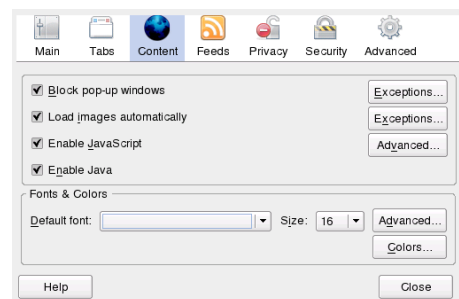 Main Tabs Content Feeds Privacy Security Advanced
Block pop-up windows Exceptions...
Load images automatically Exceptions...
Enable JavaScript Advanced...
Enable Java
Fonts & Colors
Default font: Size: 16 Advanced...
Colors...
Help Close